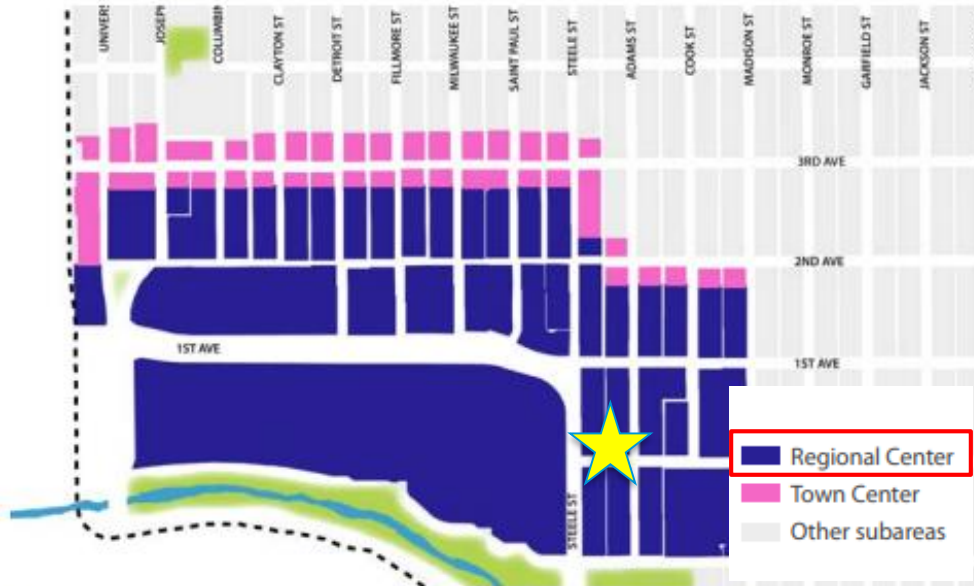 UNIVERS
JOSEPH
COLUMBIN
CLAYTON ST
DETROIT ST
FILLMORE ST
MILWAUKEE ST
SAINT PAUL ST
STEELE ST
ADAMS ST
COOK ST
MADISON ST
MONROE ST
GARFIELD ST
JACKSON ST
3RD AVE
2ND AVE
1ST AVE
1ST AVE
STEELE ST
Regional Center
Town Center
Other subareas